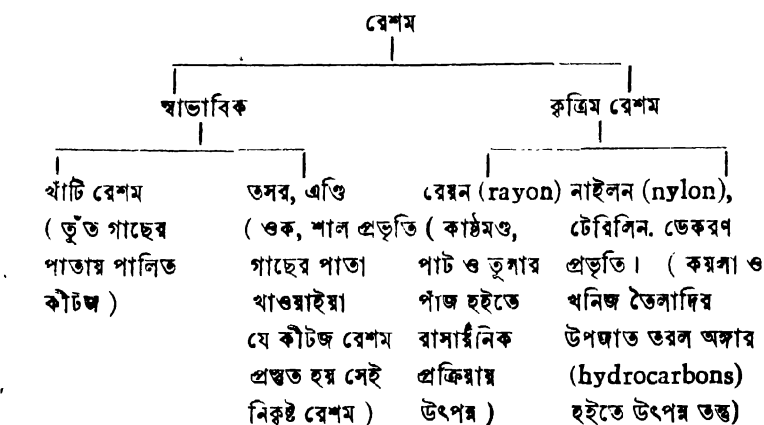 রেশম
স্বাভাবিক
কৃত্রিম রেশম
খাঁটি রেশম
( তুঁত গাছের
পাতায় পালিত
কীটজ )
তসর, এণ্ডি
( ওক, শাল প্রভৃতি
গাছের পাতা
খাওয়াইয়া
যে কীটজ রেশম
প্রস্তুত হয় সেই
নিকৃষ্ট রেশম )
রেয়ন (rayon)
( কাষ্ঠমণ্ড,
পাট ও তূলার
পাঁজ হইতে
রাসায়নিক
প্রক্রিয়ায়
উৎপন্ন )
নাইলন (nylon),
টেরিলিন. ডেকরণ
প্রভৃতি। ( কয়লা ও
খনিজ তৈলাদির
উপজাত তরল অঙ্গার
(hydrocarbons)
হইতে উৎপন্ন তন্তু)